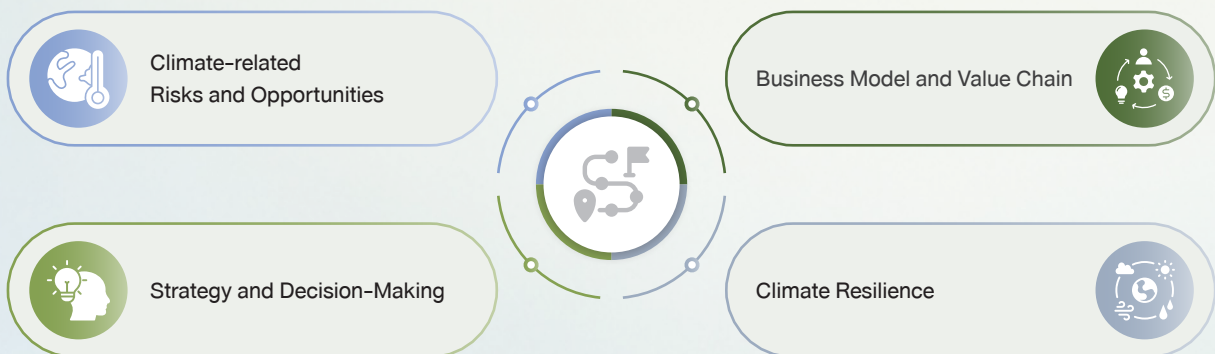 Climate-related
Risks and Opportunities
Business Model and Value Chain
Strategy and Decision-Making
Climate Resilience